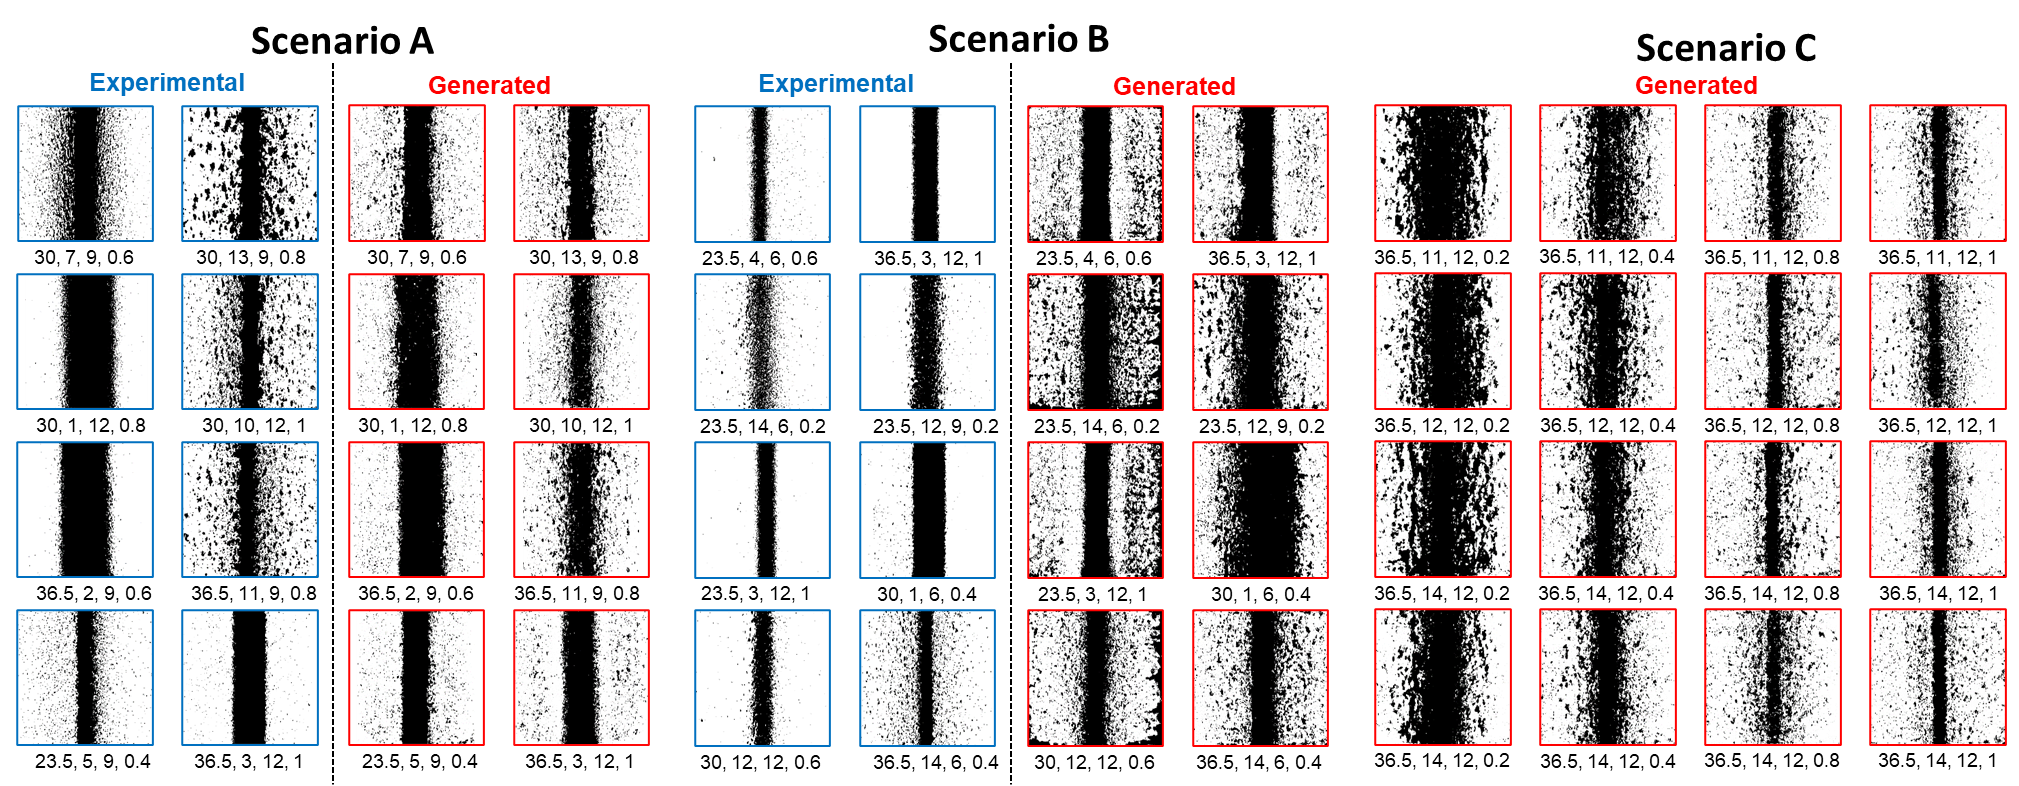 Scenario A
Scenario B
Scenario C
Experimental
Generated
Experimental
Generated
Generated
30, 7, 9, 0.6
30, 13, 9, 0.8
30, 7, 9, 0.6
30, 13, 9, 0.8
23.5, 4, 6, 0.6
36.5, 3, 12, 1
23.5, 4, 6, 0.6
36.5, 3, 12, 1
36.5, 11, 12, 0.2
36.5, 11, 12, 0.4
36.5, 11, 12, 0.8
36.5, 11, 12, 1
30, 1, 12, 0.8
30, 10, 12, 1
30, 1, 12, 0.8
30, 10, 12, 1
23.5, 14, 6, 0.2
23.5, 12, 9, 0.2
23.5, 14, 6, 0.2
23.5, 12, 9, 0.2
36.5, 12, 12, 0.2
36.5, 12, 12, 0.4
36.5, 12, 12, 0.8
36.5, 12, 12, 1
36.5, 2, 9, 0.6
36.5, 11, 9, 0.8
36.5, 2, 9, 0.6
36.5, 11, 9, 0.8
23.5, 3, 12, 1
30, 1, 6, 0.4
23.5, 3, 12, 1
30, 1, 6, 0.4
36.5, 14, 12, 0.2
36.5, 14, 12, 0.4
36.5, 14, 12, 0.8
36.5, 14, 12, 1
23.5, 5, 9, 0.4
36.5, 3, 12, 1
23.5, 5, 9, 0.4
36.5, 3, 12, 1
30, 12, 12, 0.6
36.5, 14, 6, 0.4
30, 12, 12, 0.6
36.5, 14, 6, 0.4
36.5, 14, 12, 0.2
36.5, 14, 12, 0.4
36.5, 14, 12, 0.8
36.5, 14, 12, 1